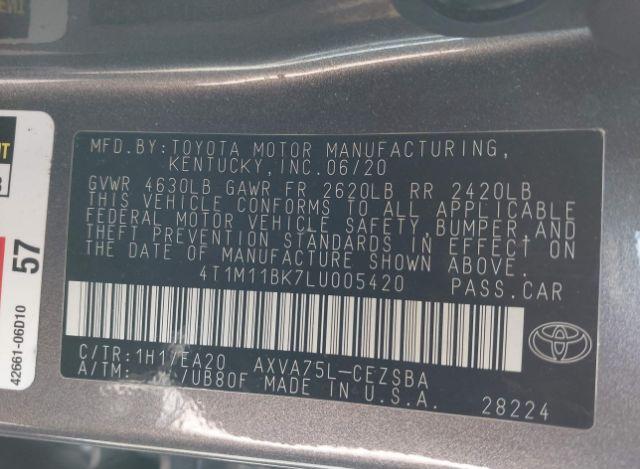 MFD.BY:TOYOTA MOTOR MANUFACTURING,
KENTUCKY,INC.06/20
GVWR 4630LB GAWR FR 2620LB RR 2420LB
THIS VEHICLE CONFORMS TO ALL APPLICABLE
FEDERAL MOTOR VEHICLE SAFETY,BUMPER,AND
THEFT PREVENTION STANDARDS IN EFFECT ON
THE DATE OF MANUFACTURE SHOWN ABOVE.
4T1M11BK7LU005420 PASS.CAR
C/TR:1H17EA20 AXVA75L-CEZSBA
A/TM: /UB80F MADE IN U.S.A.
28224
57
42661-06D10